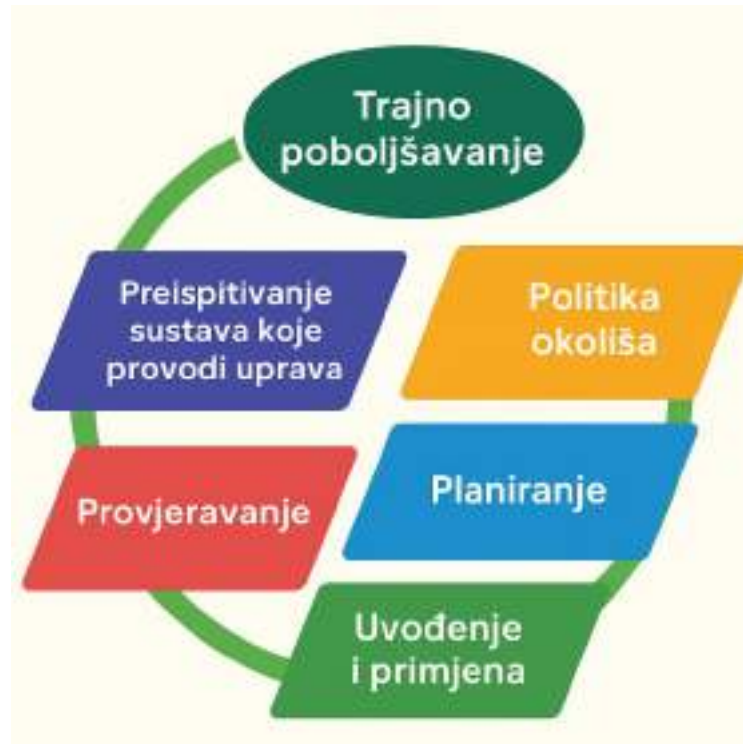 Trajno
poboljšavanje
Preispitivanje
sustava koje
provodi uprava
Politika
okoliša
Provjeravanje
Planiranje
Uvođenje
i primjena